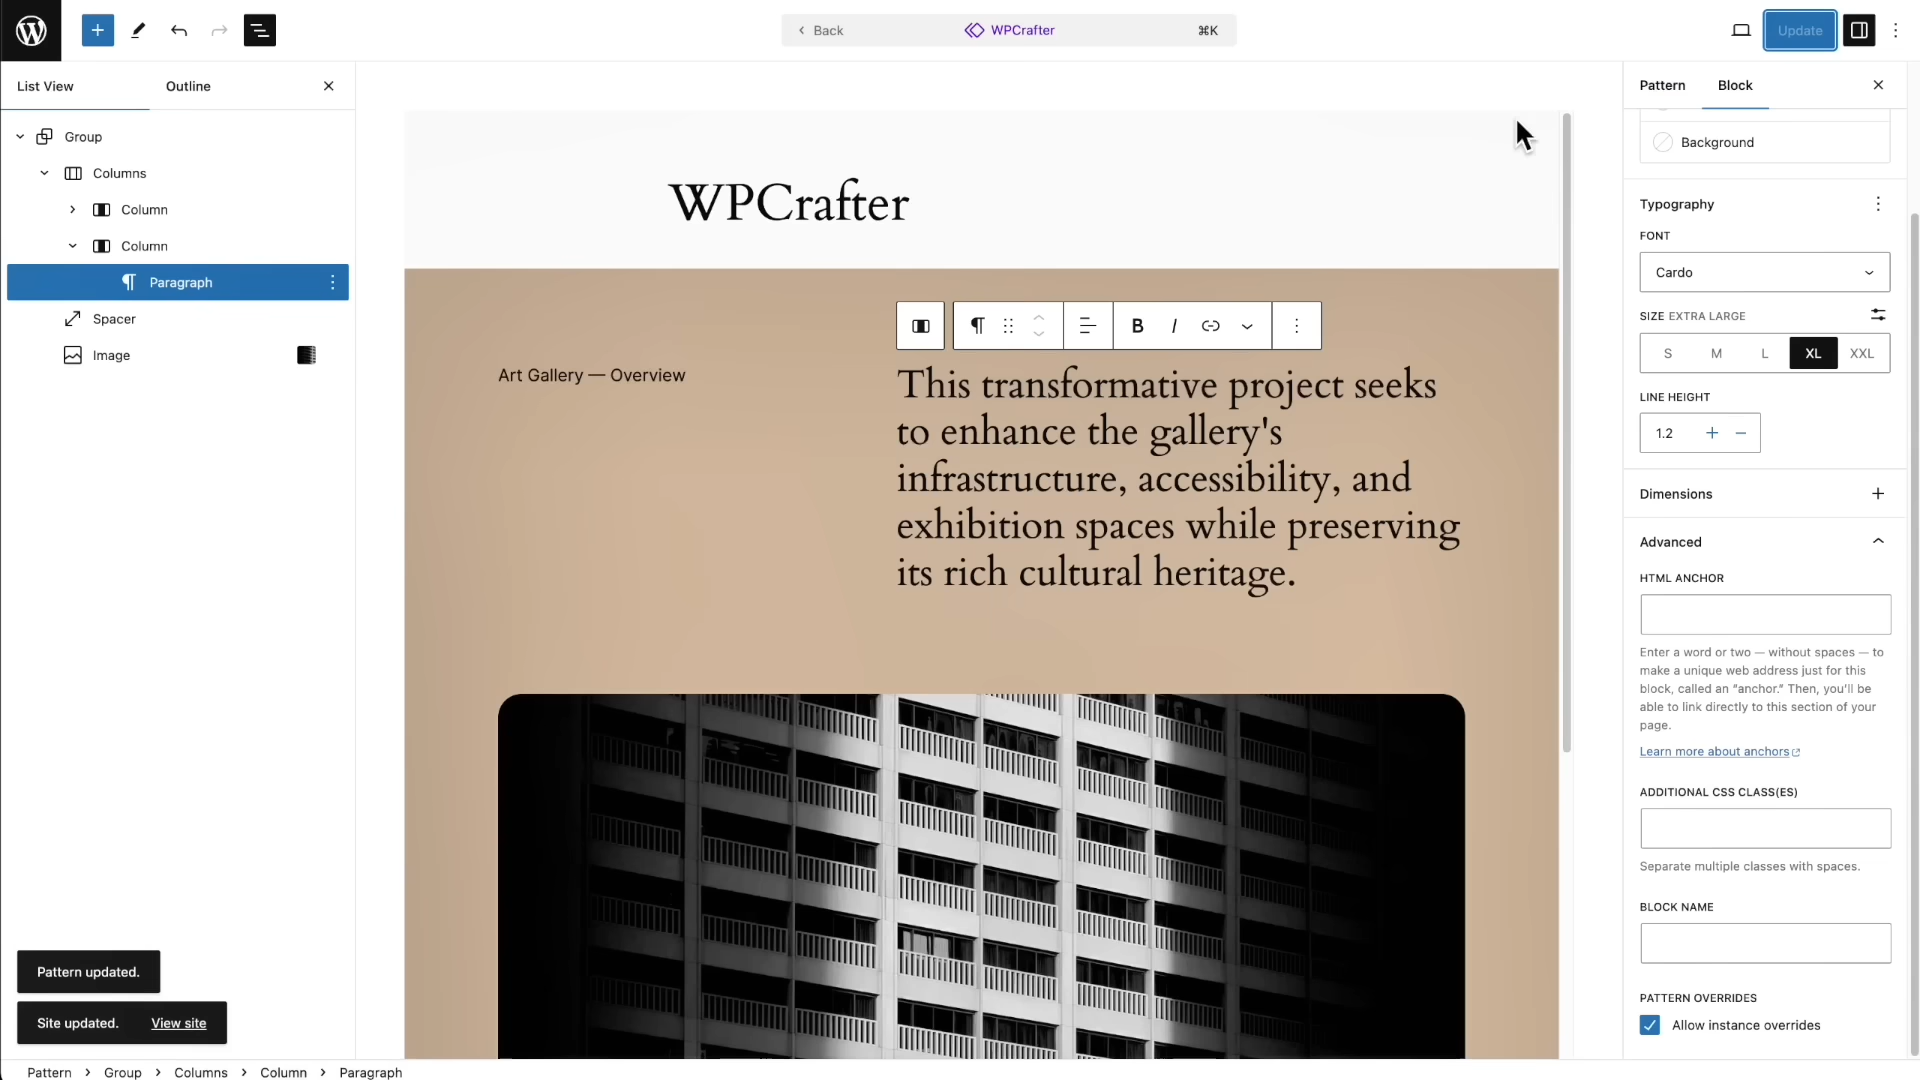 Back
WPCrafter
⌘K
Update
List View
Outline
Group
Columns
Column
Column
Paragraph
Spacer
Image
Pattern updated.
Site updated.
View site
WPCrafter
B
I
Art Gallery — Overview
This transformative project seeks
to enhance the gallery's
infrastructure, accessibility, and
exhibition spaces while preserving
its rich cultural heritage.
Pattern
Block
Background
Typography
FONT
Cardo
SIZE EXTRA LARGE
S M L XL XXL
LINE HEIGHT
1.2
Dimensions
Advanced
HTML ANCHOR
Enter a word or two — without spaces — to
make a unique web address just for this
block, called an “anchor.” Then, you’ll be
able to link directly to this section of your
page.
Learn more about anchors
ADDITIONAL CSS CLASS(ES)
Separate multiple classes with spaces.
BLOCK NAME
PATTERN OVERRIDES
Allow instance overrides
Pattern > Group > Columns > Column > Paragraph